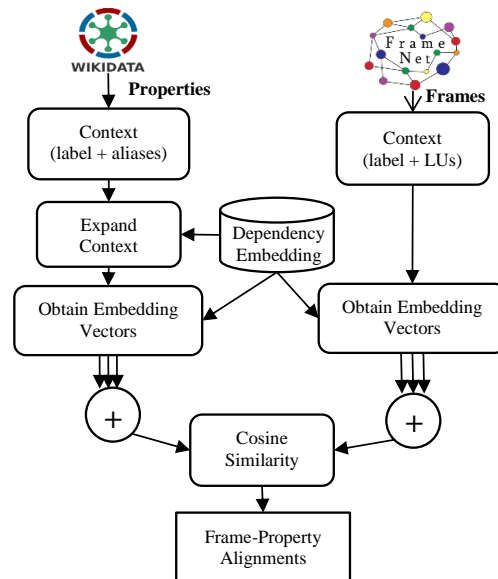 WIKIDATA
Frame
Net
Properties
Frames
Context
(label + aliases)
Context
(label + LUs)
Expand
Context
Dependency
Embedding
Obtain Embedding
Vectors
Obtain Embedding
Vectors
+
+
Cosine
Similarity
Frame-Property
Alignments